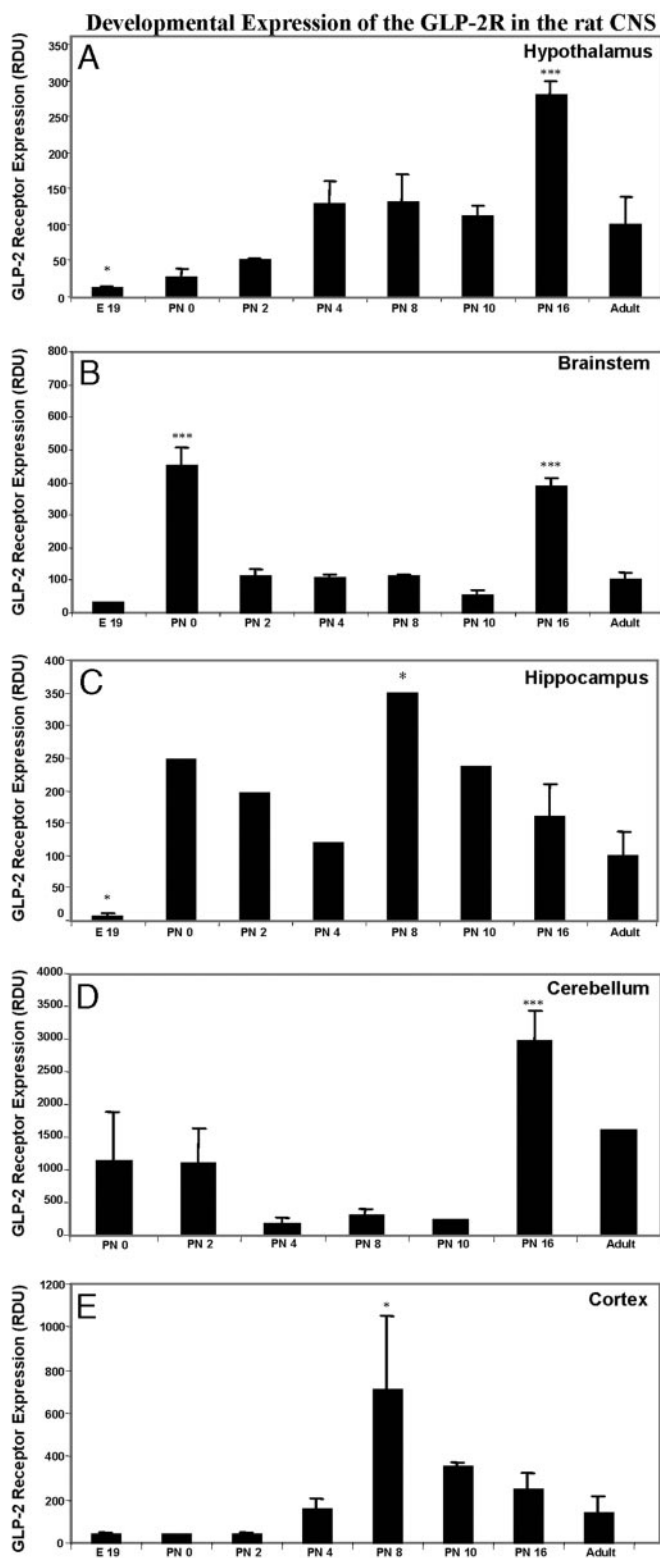 Developmental Expression of the GLP-2R in the rat CNS
A
Hypothalamus
GLP-2 Receptor Expression (RDU)
350
300
250
200
150
100
50
0
*
***
E 19 PN 0 PN 2 PN 4 PN 8 PN 10 PN 16 Adult
B
Brainstem
GLP-2 Receptor Expression (RDU)
800
700
600
500
400
300
200
100
0
***
***
E 19 PN 0 PN 2 PN 4 PN 8 PN 10 PN 16 Adult
C
Hippocampus
GLP-2 Receptor Expression (RDU)
400
350
300
250
200
150
100
50
0
*
*
E 19 PN 0 PN 2 PN 4 PN 8 PN 10 PN 16 Adult
D
Cerebellum
GLP-2 Receptor Expression (RDU)
4000
3500
3000
2500
2000
1500
1000
500
0
***
PN 0 PN 2 PN 4 PN 8 PN 10 PN 16 Adult
E
Cortex
GLP-2 Receptor Expression (RDU)
1200
1000
800
600
400
200
0
*
E 19 PN 0 PN 2 PN 4 PN 8 PN 10 PN 16 Adult